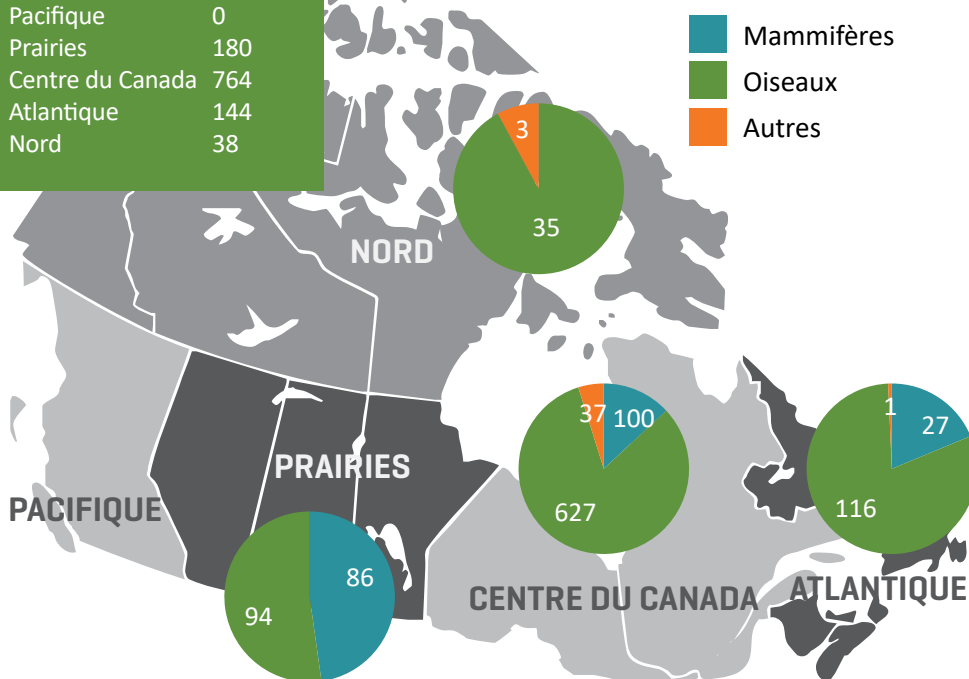 Pacifique 0
Prairies 180
Centre du Canada 764
Atlantique 144
Nord 38
Mammifères
Oiseaux
Autres
3
35
NORD
37
100
627
1
27
116
PRAIRIES
PACIFIQUE
86
94
CENTRE DU CANADA
ATLANTIQUE